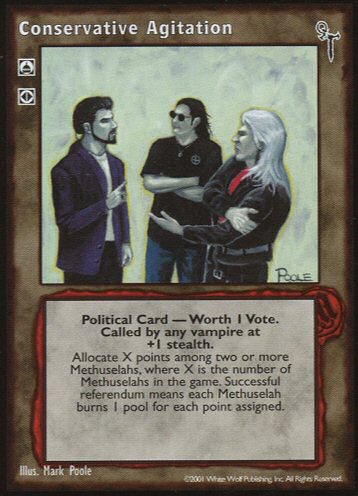 Conservative Agitation
POOLE
Political Card — Worth 1 Vote.
Called by any vampire at
+1 stealth.
Allocate X points among two or more
Methuselahs, where X is the number of
Methuselahs in the game. Successful
referendum means each Methuselah
burns 1 pool for each point assigned.
Illus. Mark Poole
©2001 White Wolf Publishing, Inc. All Rights Reserved.